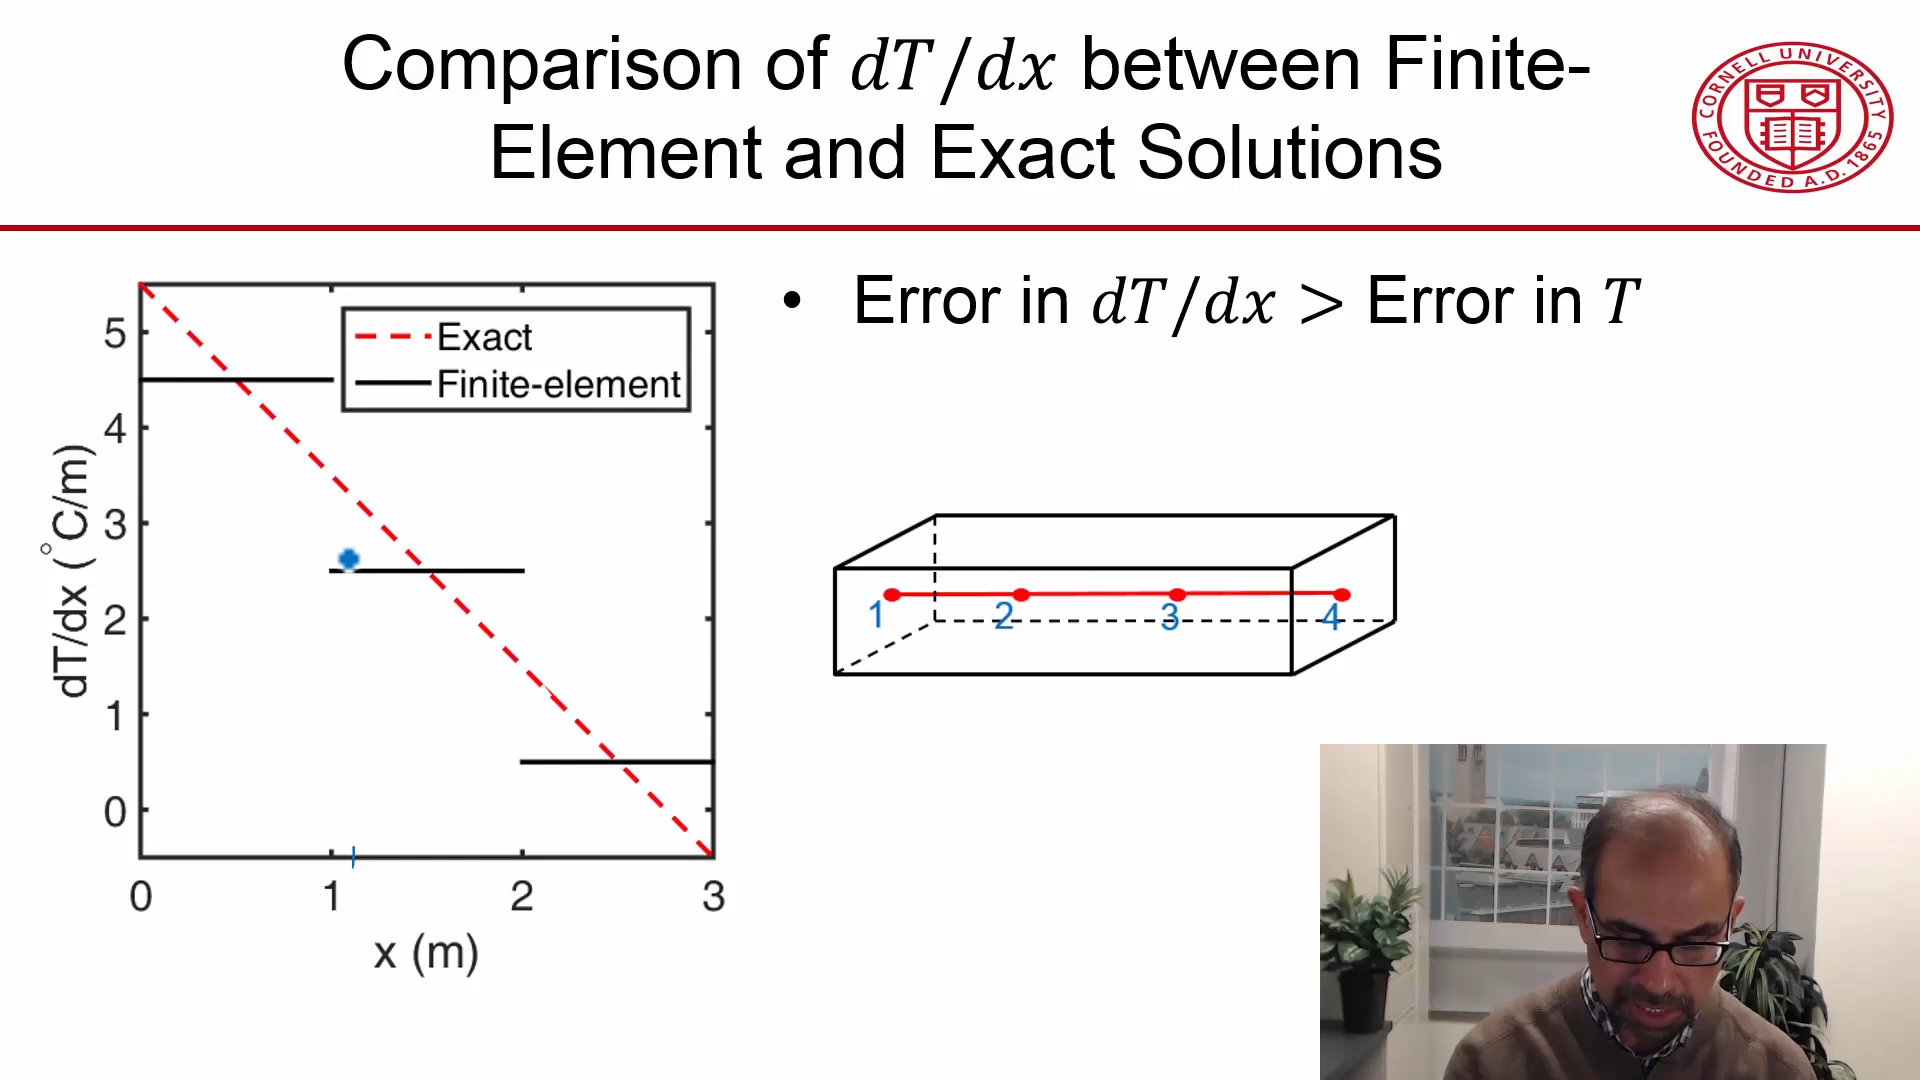 Comparison of dT/dx between Finite-
Element and Exact Solutions
CORNELL UNIVERSITY
FOUNDED A.D. 1865
• Error in dT/dx > Error in T
Exact
Finite-element
5
4
3
2
1
0
dT/dx (°C/m)
0 1 2 3
x (m)
1 2 3 4